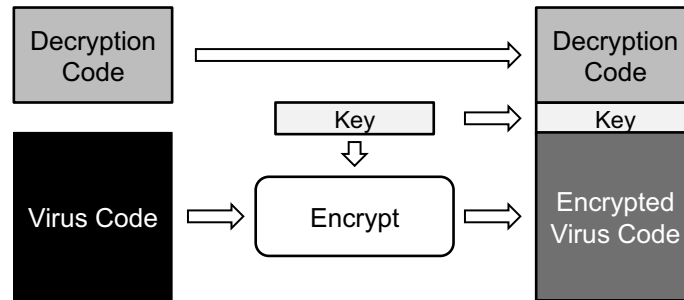 Decryption
Code
Decryption
Code
Key
Key
Virus Code
Encrypt
Encrypted
Virus Code